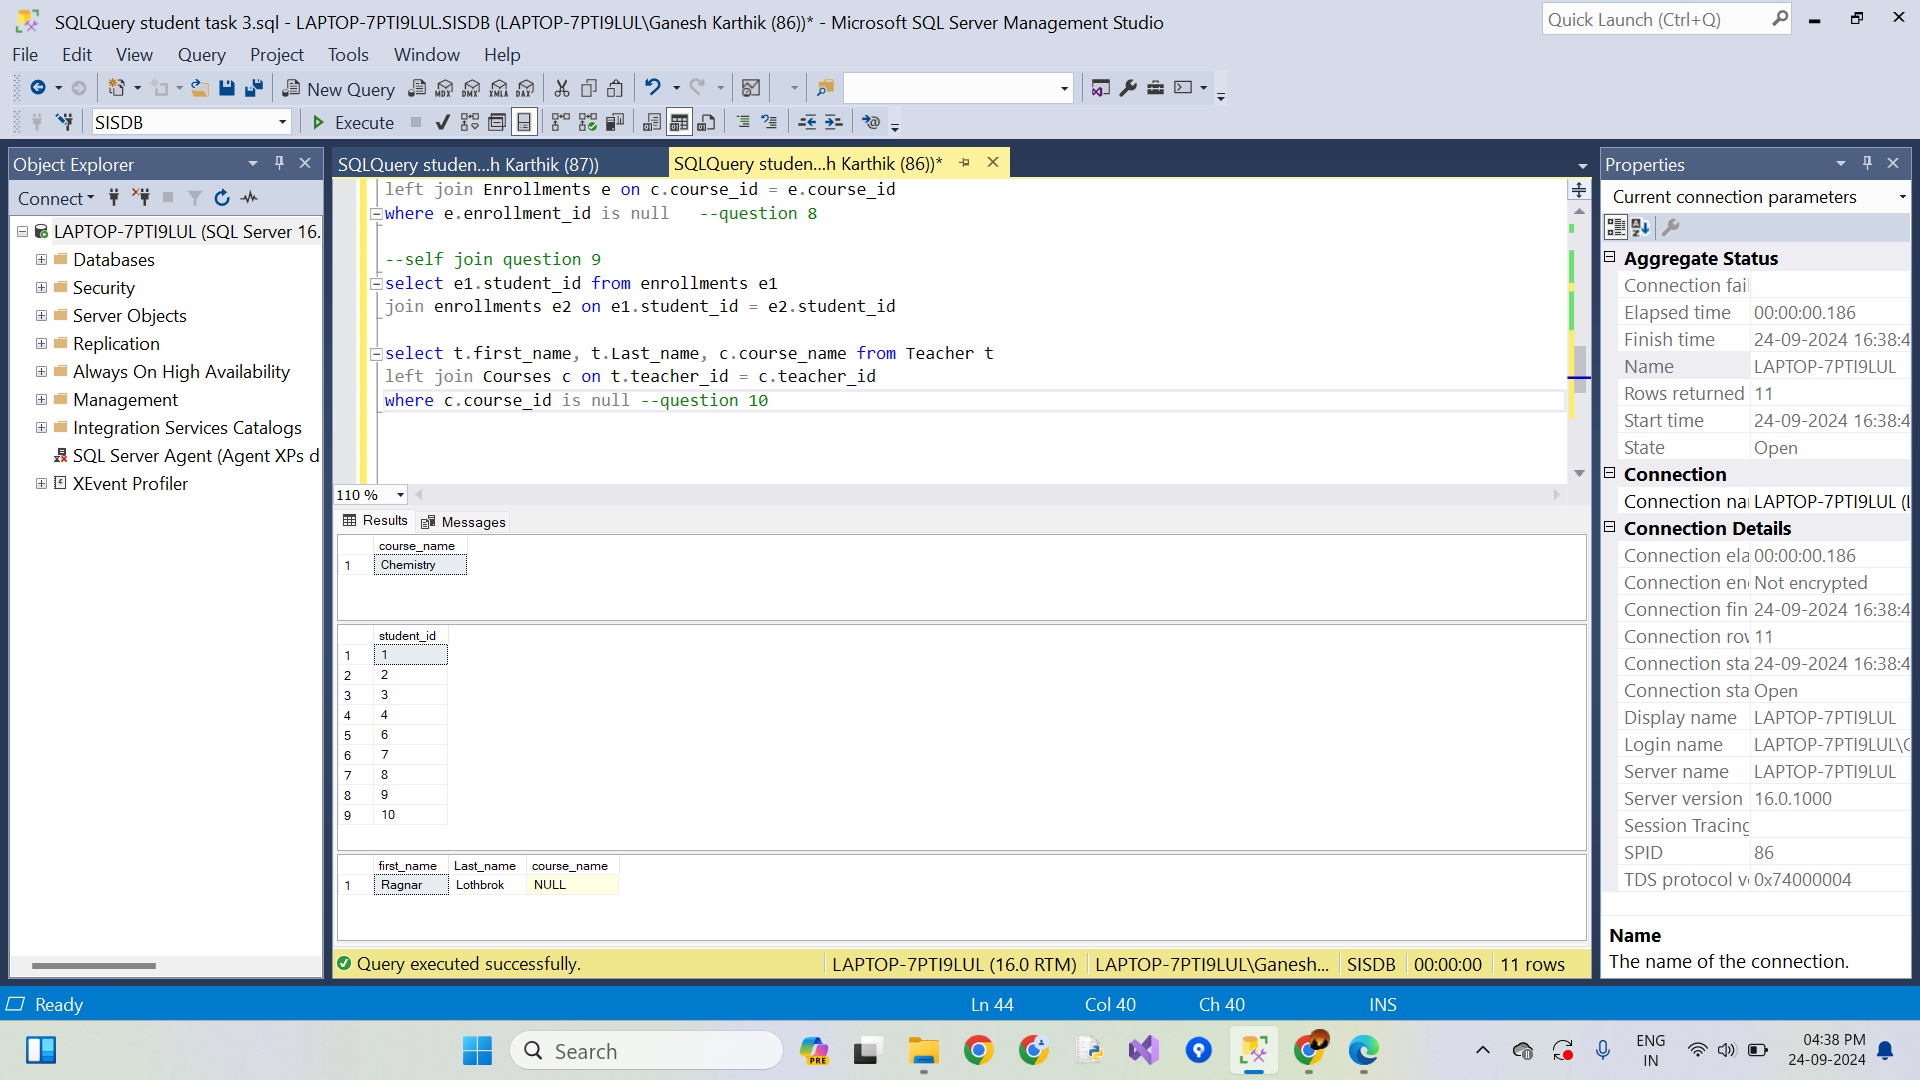 SQLQuery student task 3.sql - LAPTOP-7PTI9LUL.SISDB (LAPTOP-7PTI9LUL\Ganesh Karthik (86))* - Microsoft SQL Server Management Studio
Quick Launch (Ctrl+Q)
File Edit View Query Project Tools Window Help
New Query
MDX DMX XMLA DAX
SISDB
Execute
Object Explorer
Connect
LAPTOP-7PTI9LUL (SQL Server 16.
Databases
Security
Server Objects
Replication
Always On High Availability
Management
Integration Services Catalogs
SQL Server Agent (Agent XPs d
XEvent Profiler
SQLQuery studen...h Karthik (87))
SQLQuery studen...h Karthik (86))*
left join Enrollments e on c.course_id = e.course_id
where e.enrollment_id is null --question 8
--self join question 9
select e1.student_id from enrollments e1
join enrollments e2 on e1.student_id = e2.student_id
select t.first_name, t.Last_name, c.course_name from Teacher t
left join Courses c on t.teacher_id = c.teacher_id
where c.course_id is null --question 10
110 %
Results Messages
course_name
1 Chemistry
student_id
1 1
2 2
3 3
4 4
5 6
6 7
7 8
8 9
9 10
first_name Last_name course_name
1 Ragnar Lothbrok NULL
Query executed successfully.
LAPTOP-7PTI9LUL (16.0 RTM) LAPTOP-7PTI9LUL\Ganesh... SISDB 00:00:00 11 rows
Properties
Current connection parameters
Aggregate Status
Connection fail
Elapsed time 00:00:00.186
Finish time 24-09-2024 16:38:4
Name LAPTOP-7PTI9LUL
Rows returned 11
Start time 24-09-2024 16:38:4
State Open
Connection
Connection nai LAPTOP-7PTI9LUL (L
Connection Details
Connection ela 00:00:00.186
Connection en Not encrypted
Connection fin 24-09-2024 16:38:4
Connection rov 11
Connection sta 24-09-2024 16:38:4
Connection sta Open
Display name LAPTOP-7PTI9LUL
Login name LAPTOP-7PTI9LUL\G
Server name LAPTOP-7PTI9LUL
Server version 16.0.1000
Session Tracing
SPID 86
TDS protocol v 0x74000004
Name
The name of the connection.
Ready
Ln 44 Col 40 Ch 40 INS
Search
PRE
ENG
IN
04:38 PM
24-09-2024